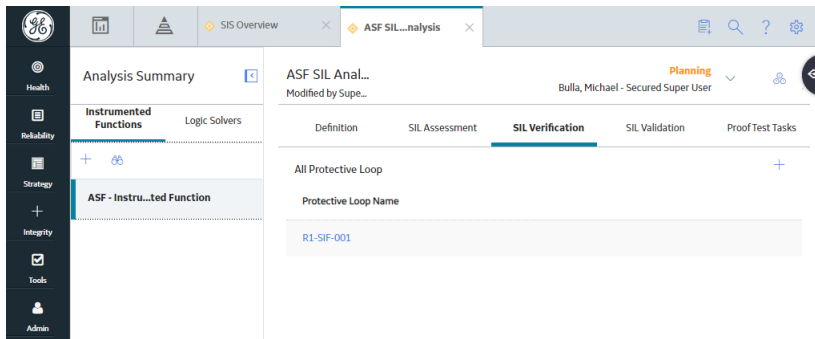 SIS Overview
ASF SIL...nalysis
Health
Reliability
Strategy
Integrity
Tools
Admin
Analysis Summary
Instrumented
Functions
Logic Solvers
ASF - Instru...ted Function
ASF SIL Anal...
Modified by Supe...
Planning
Bulla, Michael - Secured Super User
Definition
SIL Assessment
SIL Verification
SIL Validation
Proof Test Tasks
All Protective Loop
Protective Loop Name
R1-SIF-001